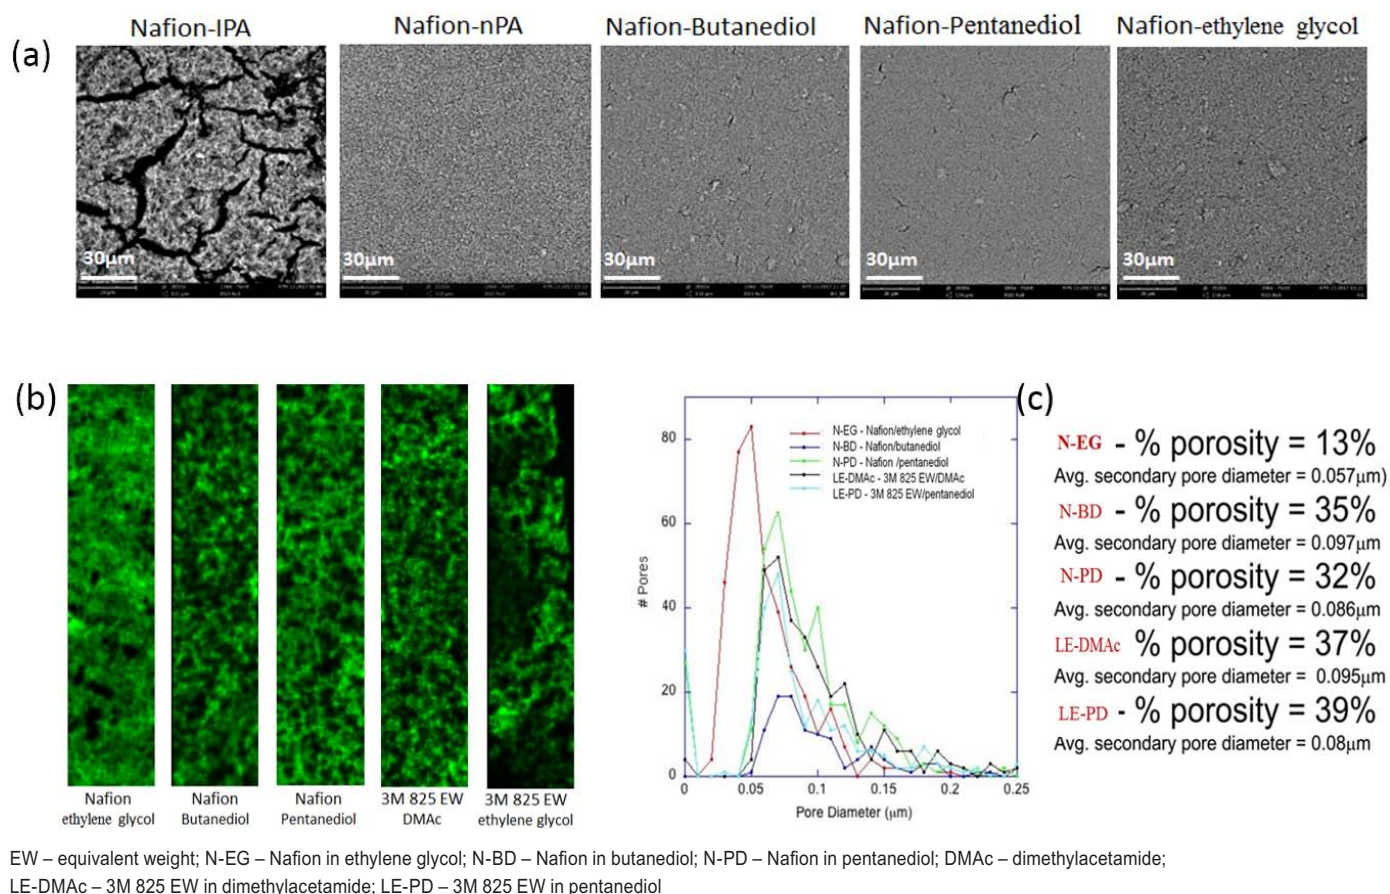 (a)
Nafion-IPA
Nafion-nPA
Nafion-Butanediol
Nafion-Pentanediol
Nafion-ethylene glycol
30μm
30μm
30μm
30μm
30μm
(b)
Nafion
ethylene glycol
Nafion
Butanediol
Nafion
Pentanediol
3M 825 EW
DMAc
3M 825 EW
ethylene glycol
# Pores
80
60
40
20
0
N-EG - Nafion/ethylene glycol
N-BD - Nafion/butanediol
N-PD - Nafion /pentanediol
LE-DMAc - 3M 825 EW/DMAc
LE-PD - 3M 825 EW/pentanediol
0
0.05
0.1
0.15
0.2
0.25
Pore Diameter (μm)
(c)
N-EG - % porosity = 13%
Avg. secondary pore diameter = 0.057μm)
N-BD - % porosity = 35%
Avg. secondary pore diameter = 0.097μm
N-PD - % porosity = 32%
Avg. secondary pore diameter = 0.086μm
LE-DMAc % porosity = 37%
Avg. secondary pore diameter = 0.095μm
LE-PD - % porosity = 39%
Avg. secondary pore diameter = 0.08μm
EW – equivalent weight; N-EG – Nafion in ethylene glycol; N-BD – Nafion in butanediol; N-PD – Nafion in pentanediol; DMAc – dimethylacetamide;
LE-DMAc – 3M 825 EW in dimethylacetamide; LE-PD – 3M 825 EW in pentanediol